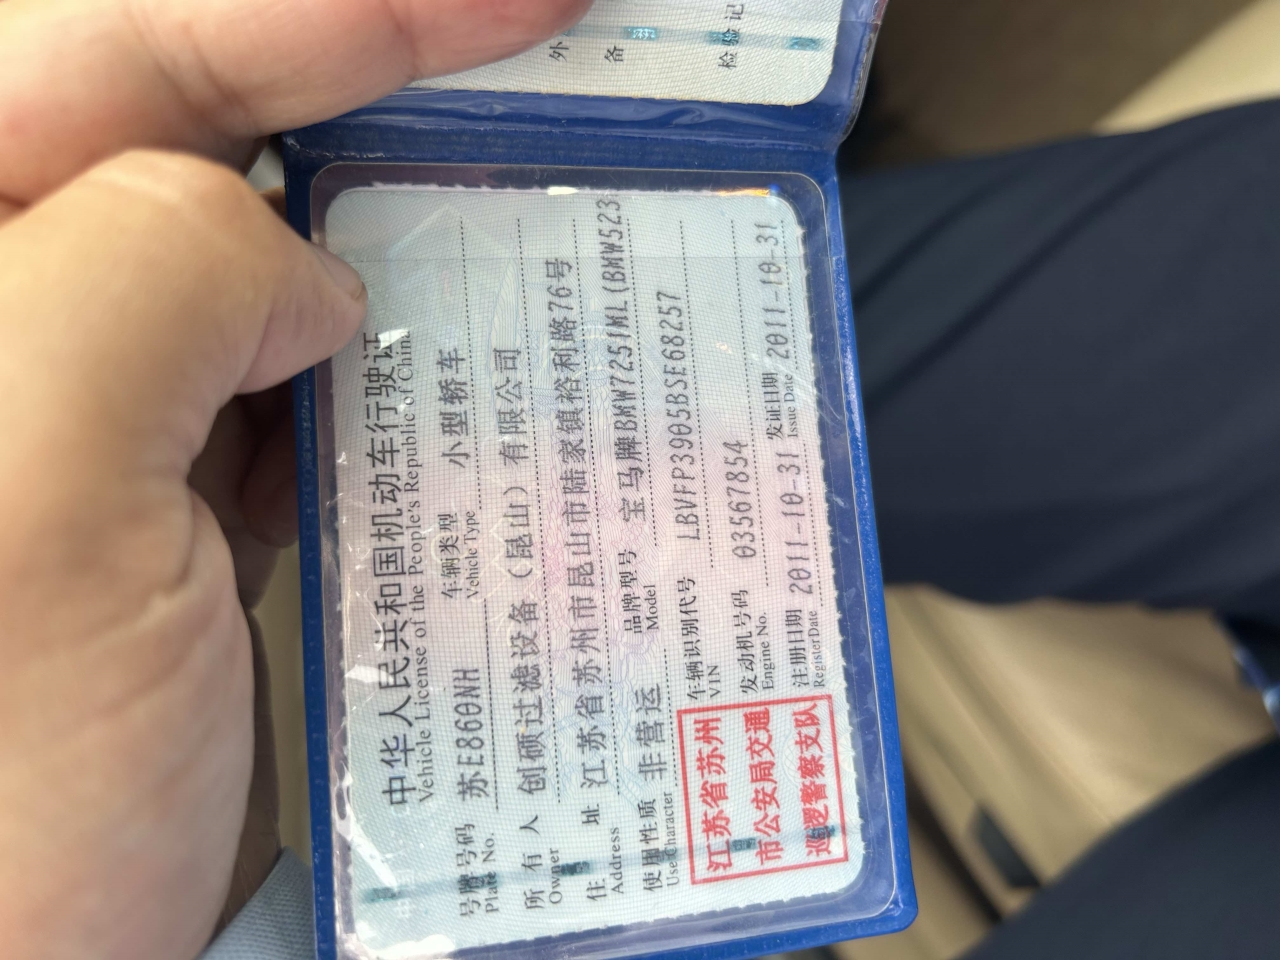 外
备
检验记
中华人民共和国机动车行驶证
Vehicle License of the People's Republic of China
号牌号码 苏E860NH 车辆类型 小型轿车
Plate No. Vehicle Type
所有人 创硕过滤设备(昆山)有限公司
Owner
住址 江苏省苏州市昆山市陆家镇裕利路76号
Address
使用性质 非营运 品牌型号 宝马牌BMW7251ML(BMW523
Use Character Model
江苏省苏州
市公安局交通
巡逻警察支队
车辆识别代号 LBVFP3905BSE68257
VIN
发动机号码 03567854
Engine No.
注册日期 2011-10-31 发证日期 2011-10-31
Register Date Issue Date